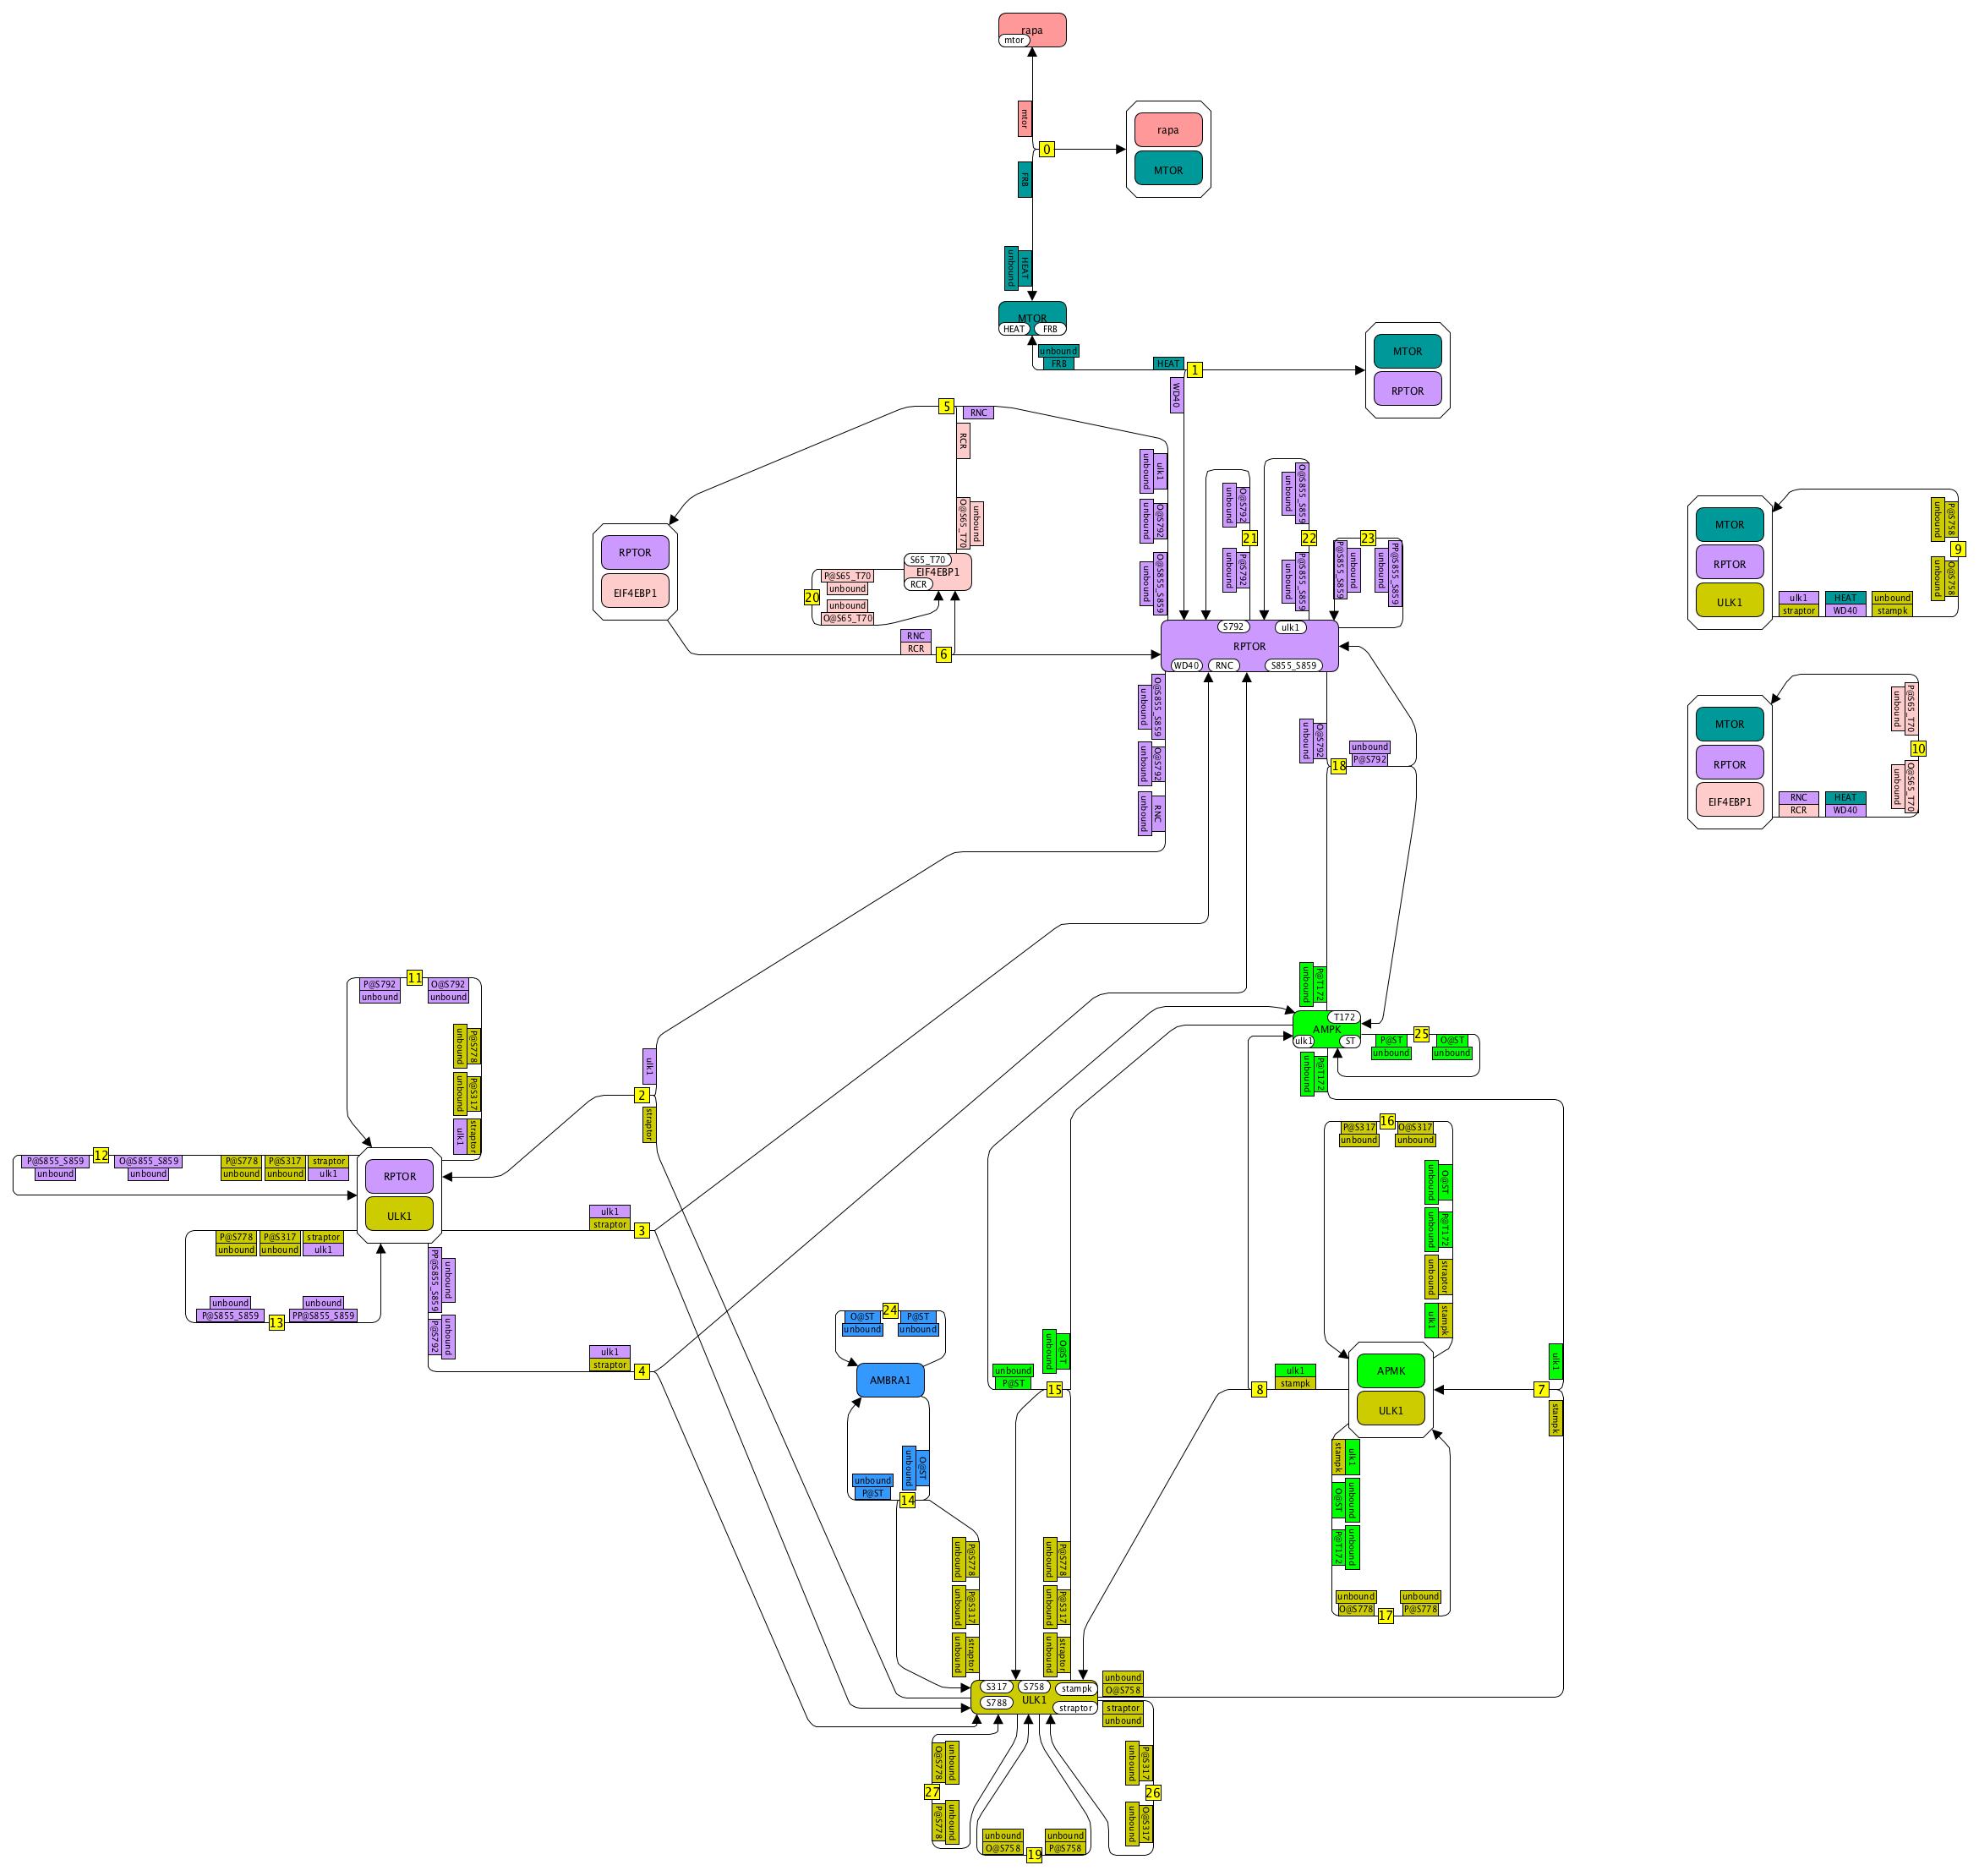 rapa
mtor
mtor
0
rapa
MTOR
FRB
unbound
HEAT
MTOR
HEAT
FRB
unbound
FRB
HEAT
1
WD40
MTOR
RPTOR
5
RNC
RCR
unbound
ulk1
unbound
O@S792
unbound
O@S855_S859
O@S65_T70
unbound
RPTOR
EIF4EBP1
S65_T70
EIF4EBP1
RCR
P@S65_T70
unbound
20
unbound
O@S65_T70
RNC
RCR
6
unbound
O@S792
21
unbound
P@S792
unbound
O@S855_S859
22
unbound
P@S855_S859
23
P@S855_S859
unbound
unbound
PP@S855_S859
S792
ulk1
RPTOR
WD40
RNC
S855_S859
MTOR
RPTOR
ULK1
unbound
P@S758
9
unbound
O@S758
ulk1
straptor
HEAT
WD40
unbound
stampk
MTOR
RPTOR
EIF4EBP1
unbound
P@S65_T70
10
unbound
O@S65_T70
RNC
RCR
HEAT
WD40
unbound
O@S855_S859
unbound
O@S792
unbound
RNC
unbound
O@S792
18
unbound
P@S792
unbound
P@T172
T172
AMPK
ulk1
ST
unbound
P@T172
25
P@ST
unbound
O@ST
unbound
11
P@S792
unbound
O@S792
unbound
unbound
P@S778
unbound
P@S317
ulk1
straptor
ulk1
2
straptor
12
P@S855_S859
unbound
O@S855_S859
unbound
P@S778
unbound
P@S317
unbound
straptor
ulk1
RPTOR
ULK1
P@S778
unbound
P@S317
unbound
straptor
ulk1
unbound
P@S855_S859
13
unbound
PP@S855_S859
ulk1
straptor
3
PP@S855_S859
unbound
P@S792
unbound
ulk1
straptor
4
16
P@S317
unbound
O@S317
unbound
unbound
O@ST
unbound
P@T172
unbound
straptor
ulk1
stampk
APMK
ULK1
ulk1
7
stampk
ulk1
stampk
8
stampk
ulk1
O@ST
unbound
P@T172
unbound
unbound
O@S778
17
unbound
P@S778
24
O@ST
unbound
P@ST
unbound
AMBRA1
unbound
O@ST
unbound
P@ST
14
unbound
O@ST
unbound
P@ST
15
unbound
P@S778
unbound
P@S317
unbound
straptor
unbound
P@S778
unbound
P@S317
unbound
straptor
S317
S758
stampk
ULK1
S788
straptor
unbound
O@S758
straptor
unbound
O@S778
unbound
27
P@S778
unbound
unbound
O@S758
19
unbound
P@S758
unbound
P@S317
26
unbound
O@S317